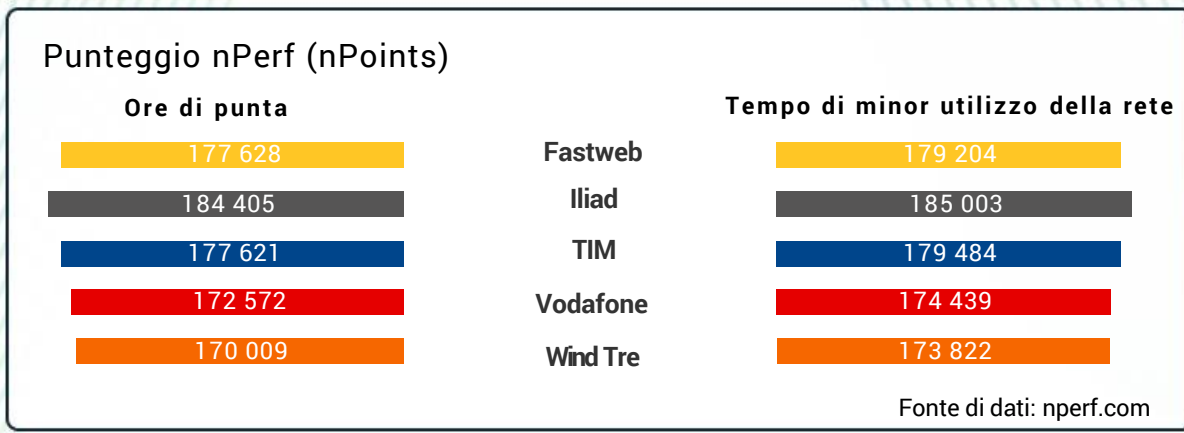 Punteggio nPerf (nPoints)
Ore di punta
Tempo di minor utilizzo della rete
177 628
Fastweb
179 204
184 405
Iliad
185 003
177 621
TIM
179 484
172 572
Vodafone
174 439
170 009
Wind Tre
173 822
Fonte di dati: nperf.com